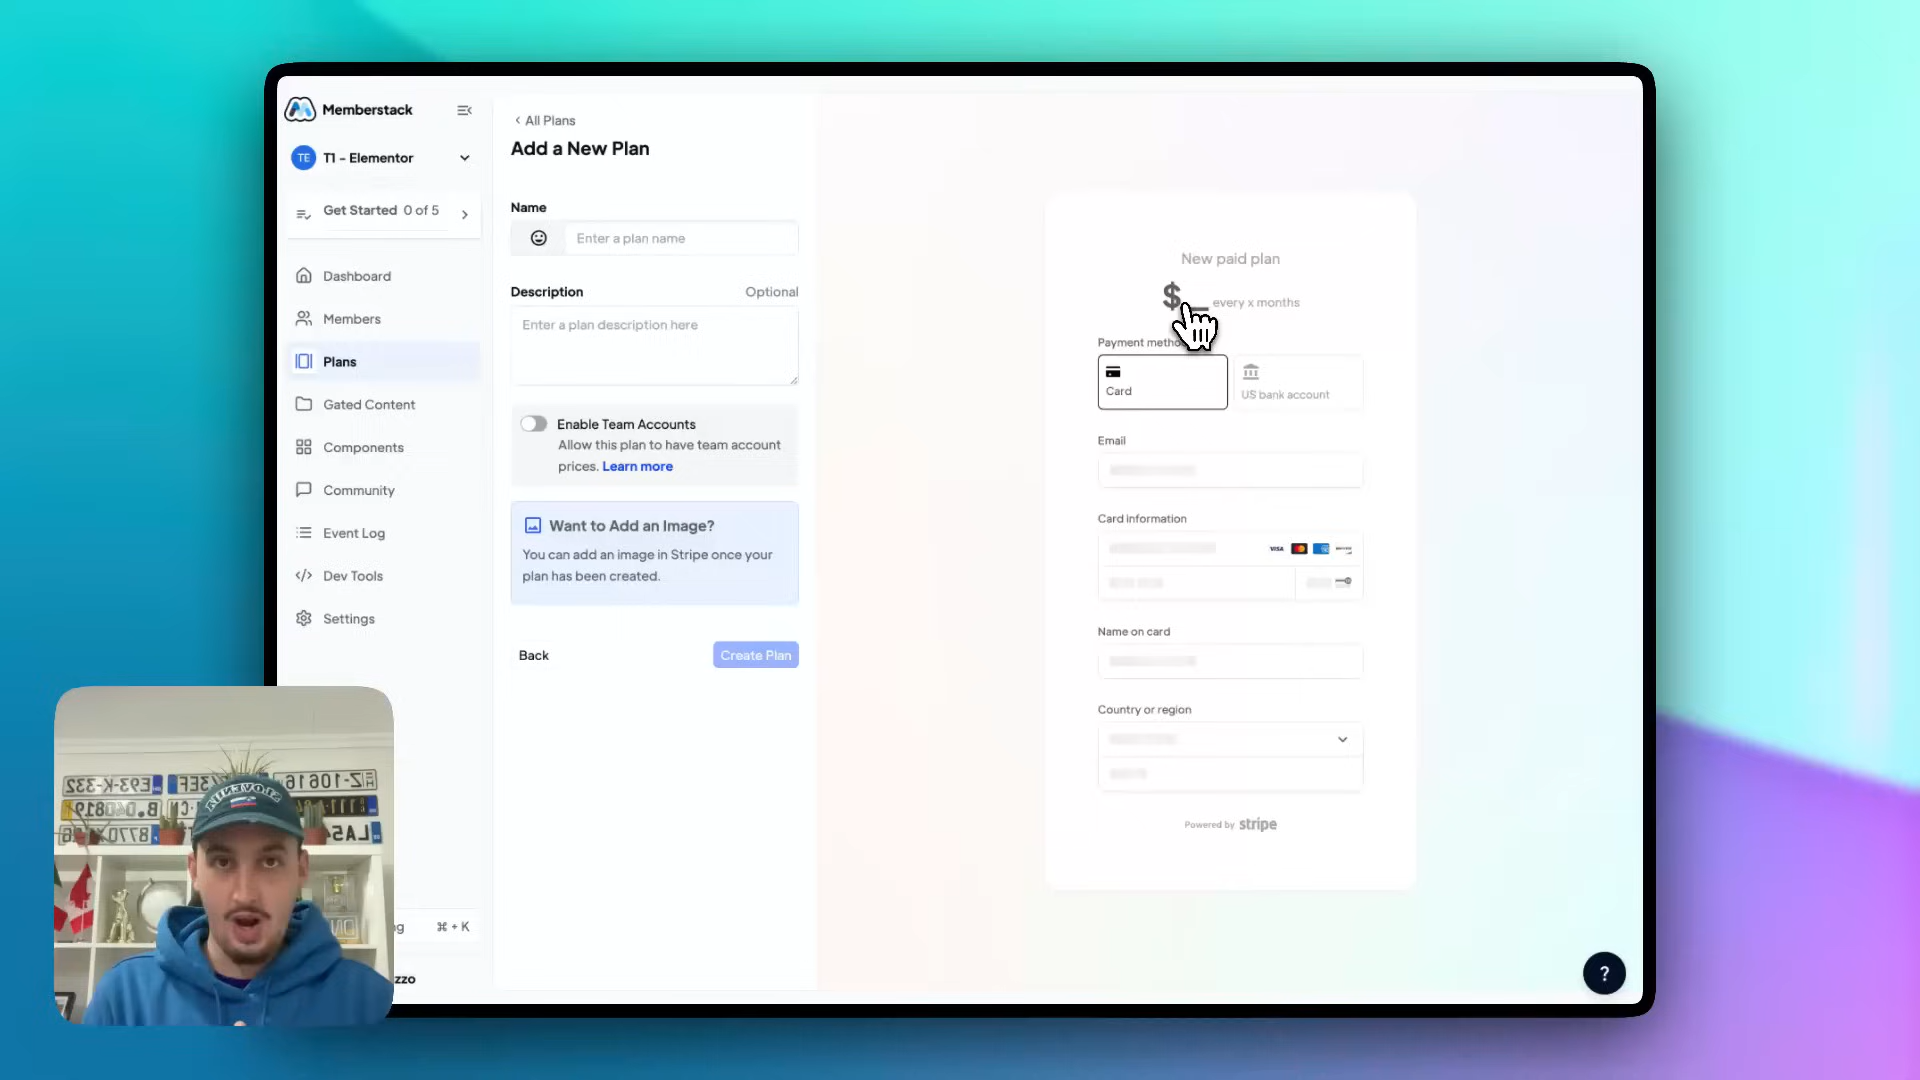 Memberstack
TE T1 - Elementor
Get Started 0 of 5
Dashboard
Members
Plans
Gated Content
Components
Community
Event Log
Dev Tools
Settings
⌘ + K
zzo
‹ All Plans
Add a New Plan
Name
Enter a plan name
Description Optional
Enter a plan description here
Enable Team Accounts
Allow this plan to have team account
prices. Learn more
Want to Add an Image?
You can add an image in Stripe once your
plan has been created.
Back Create Plan
New paid plan
$_ every x months
Payment metho
Card
US bank account
Email
Card information
VISA
Name on card
Country or region
Powered by stripe
?